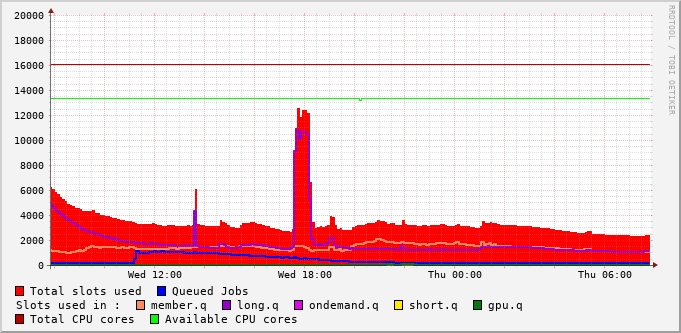 20000
18000
16000
14000
12000
10000
8000
6000
4000
2000
0
Wed 12:00 Wed 18:00 Thu 00:00 Thu 06:00
Total slots used Queued Jobs
Slots used in : member.q long.q ondemand.q short.q gpu.q
Total CPU cores Available CPU cores
RRDTOOL / TOBI OETIKER